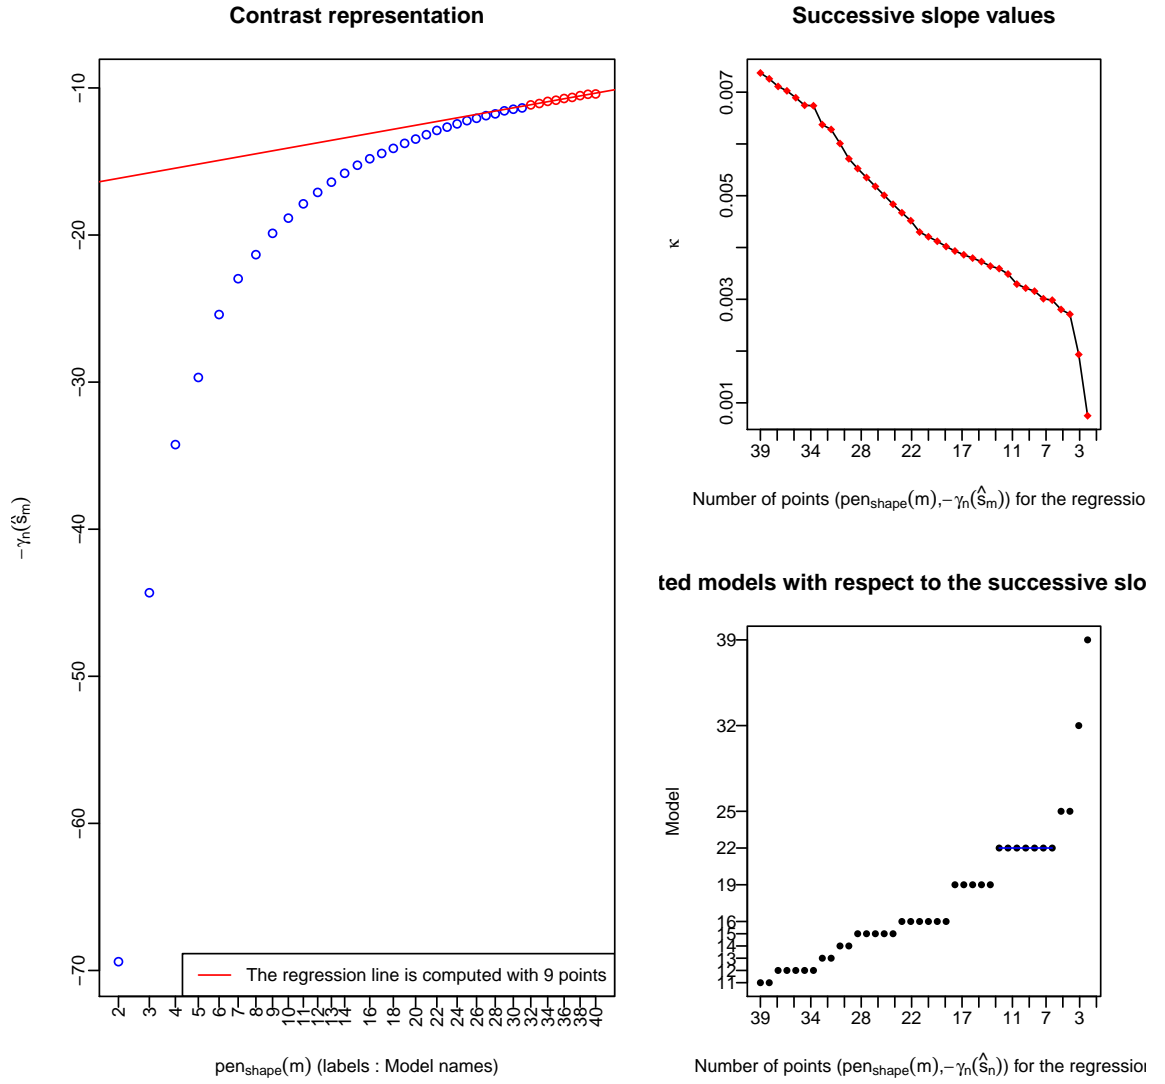 Contrast representation
−10
−20
−30
−40
−50
−60
−70
−γn(ŝm)
The regression line is computed with 9 points
2 3 4 5 6 7 8 9 10 11 12 13 14 16 18 20 22 24 26 28 30 32 34 36 38 40
penshape(m) (labels : Model names)
Successive slope values
0.007
0.005
0.003
0.001
κ
39 34 28 22 17 11 7 3
Number of points (penshape(m),−γn(ŝm)) for the regressio
ted models with respect to the successive slo
39
32
25
22
19
16
15
14
13
12
11
Model
39 34 28 22 17 11 7 3
Number of points (penshape(m),−γn(ŝn)) for the regression